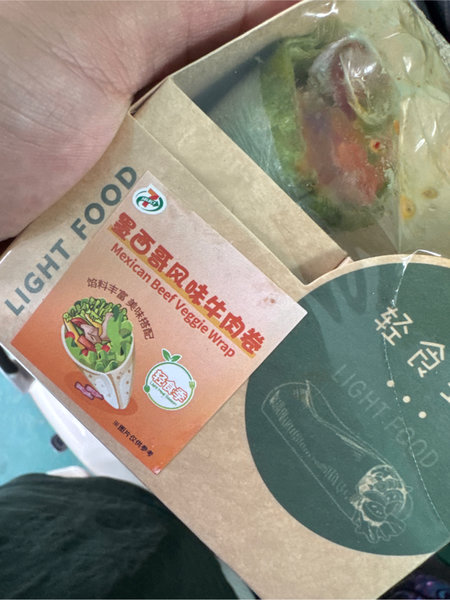 LIGHT FOOD
7
墨西哥风味牛肉卷
Mexican Beef Veggie Wrap
馅料丰富 美味搭配
轻食季
※图片仅供参考
轻食
LIGHT FOOD